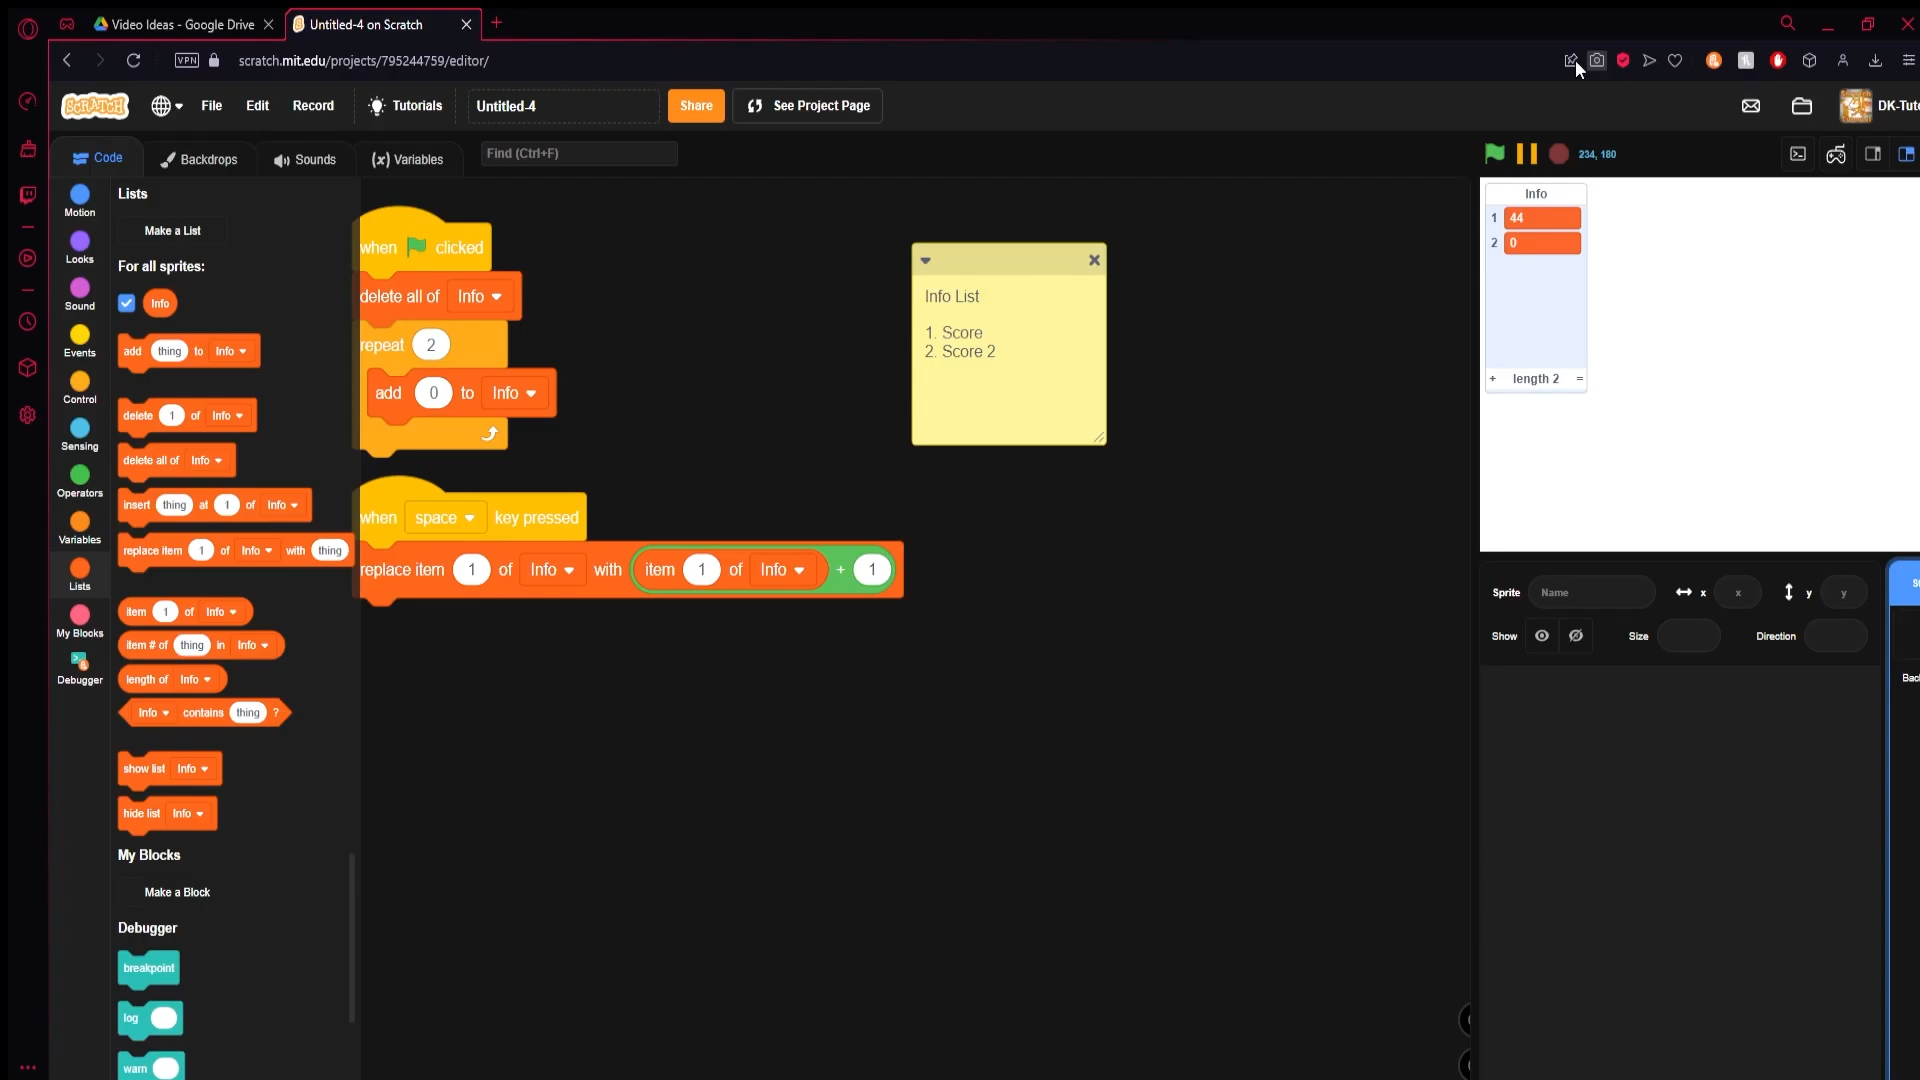 Video Ideas - Google Drive
Untitled-4 on Scratch
VPN
scratch.mit.edu/projects/795244759/editor/
SCRATCH
File
Edit
Record
Tutorials
Untitled-4
Share
See Project Page
DK-Tuto
Code
Backdrops
Sounds
(x) Variables
Find (Ctrl+F)
234, 180
Motion
Looks
Sound
Events
Control
Sensing
Operators
Variables
Lists
My Blocks
Debugger
Lists
Make a List
For all sprites:
Info
add thing to Info
delete 1 of Info
delete all of Info
insert thing at 1 of Info
replace item 1 of Info with thing
item 1 of Info
item # of thing in Info
length of Info
Info contains thing ?
show list Info
hide list Info
My Blocks
Make a Block
Debugger
breakpoint
log
warn
when clicked
delete all of Info
repeat 2
add 0 to Info
when space key pressed
replace item 1 of Info with item 1 of Info + 1
Info List
1. Score
2. Score 2
Info
1 44
2 0
+ length 2 =
Sprite Name x x y y
Show Size Direction
Bac